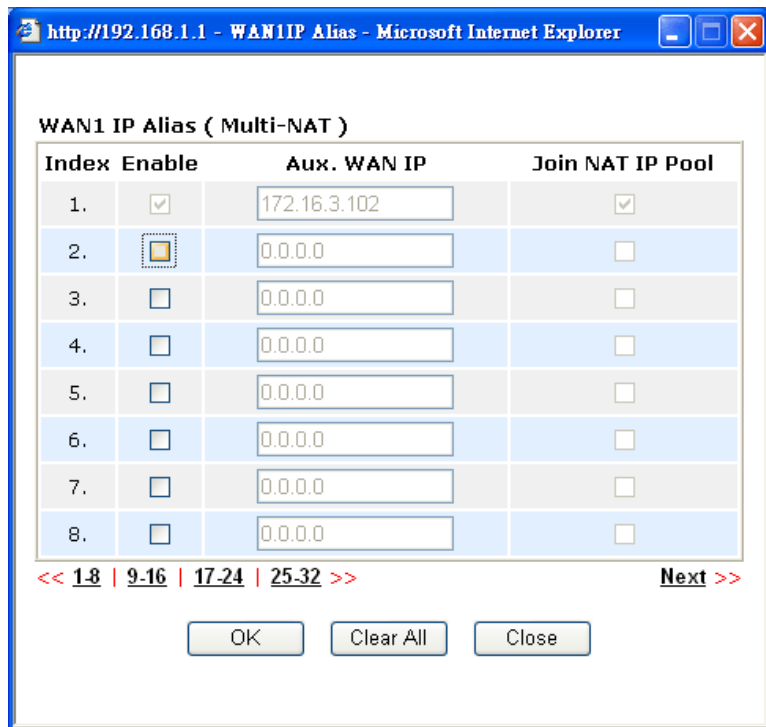 http://192.168.1.1 - WAN1IP Alias - Microsoft Internet Explorer
WAN1 IP Alias ( Multi-NAT )
Index Enable Aux. WAN IP Join NAT IP Pool
1. 172.16.3.102
2. 0.0.0.0
3. 0.0.0.0
4. 0.0.0.0
5. 0.0.0.0
6. 0.0.0.0
7. 0.0.0.0
8. 0.0.0.0
<< 1-8 | 9-16 | 17-24 | 25-32 >> Next >>
OK Clear All Close